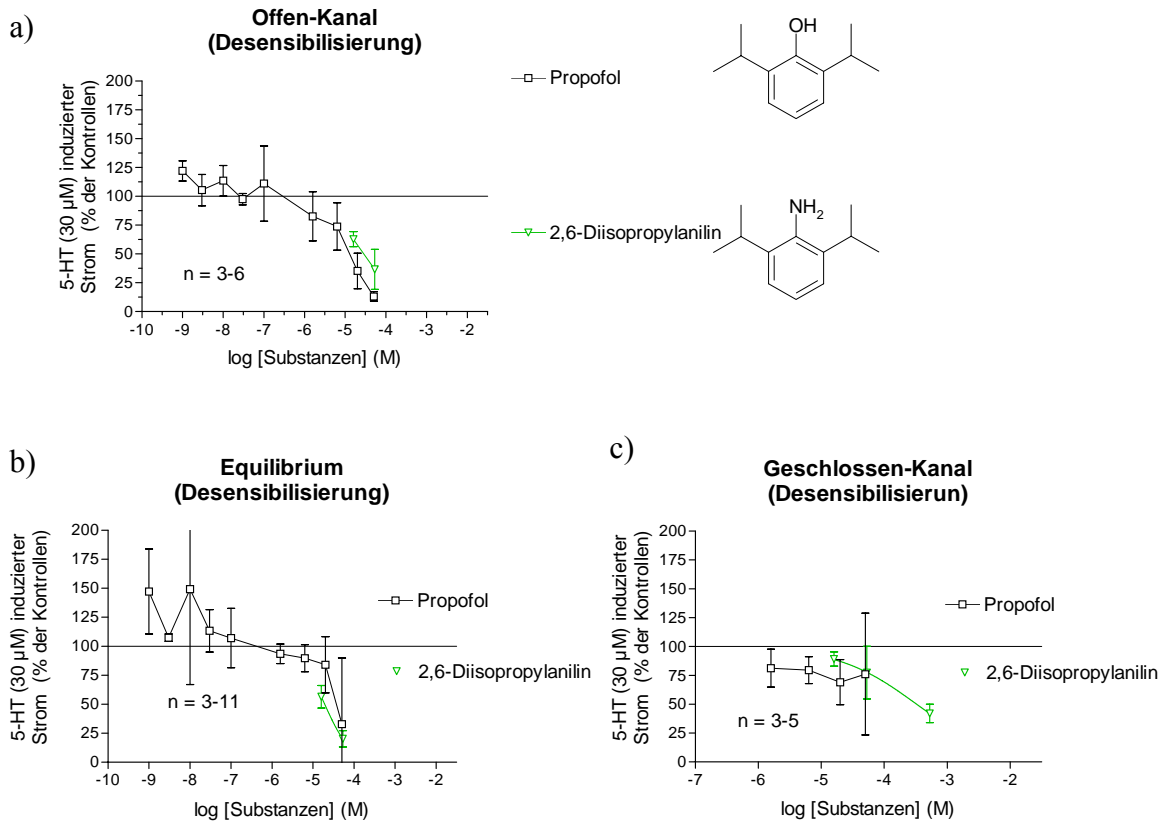 a)
Offen-Kanal
(Desensibilisierung)
5-HT (30 µM) induzierter
Strom (% der Kontrollen)
200
175
150
125
100
75
50
25
0
n = 3-6
-10 -9 -8 -7 -6 -5 -4 -3 -2
log [Substanzen] (M)
Propofol
OH
2,6-Diisopropylanilin
NH2
b)
Equilibrium
(Desensibilisierung)
5-HT (30 µM) induzierter
Strom (% der Kontrollen)
200
175
150
125
100
75
50
25
0
n = 3-11
-10 -9 -8 -7 -6 -5 -4 -3 -2
log [Substanzen] (M)
Propofol
2,6-Diisopropylanilin
c)
Geschlossen-Kanal
(Desensibilisierun)
5-HT (30 µM) induzierter
Strom (% der Kontrollen)
200
175
150
125
100
75
50
25
0
n = 3-5
-7 -6 -5 -4 -3 -2
log [Substanzen] (M)
Propofol
2,6-Diisopropylanilin